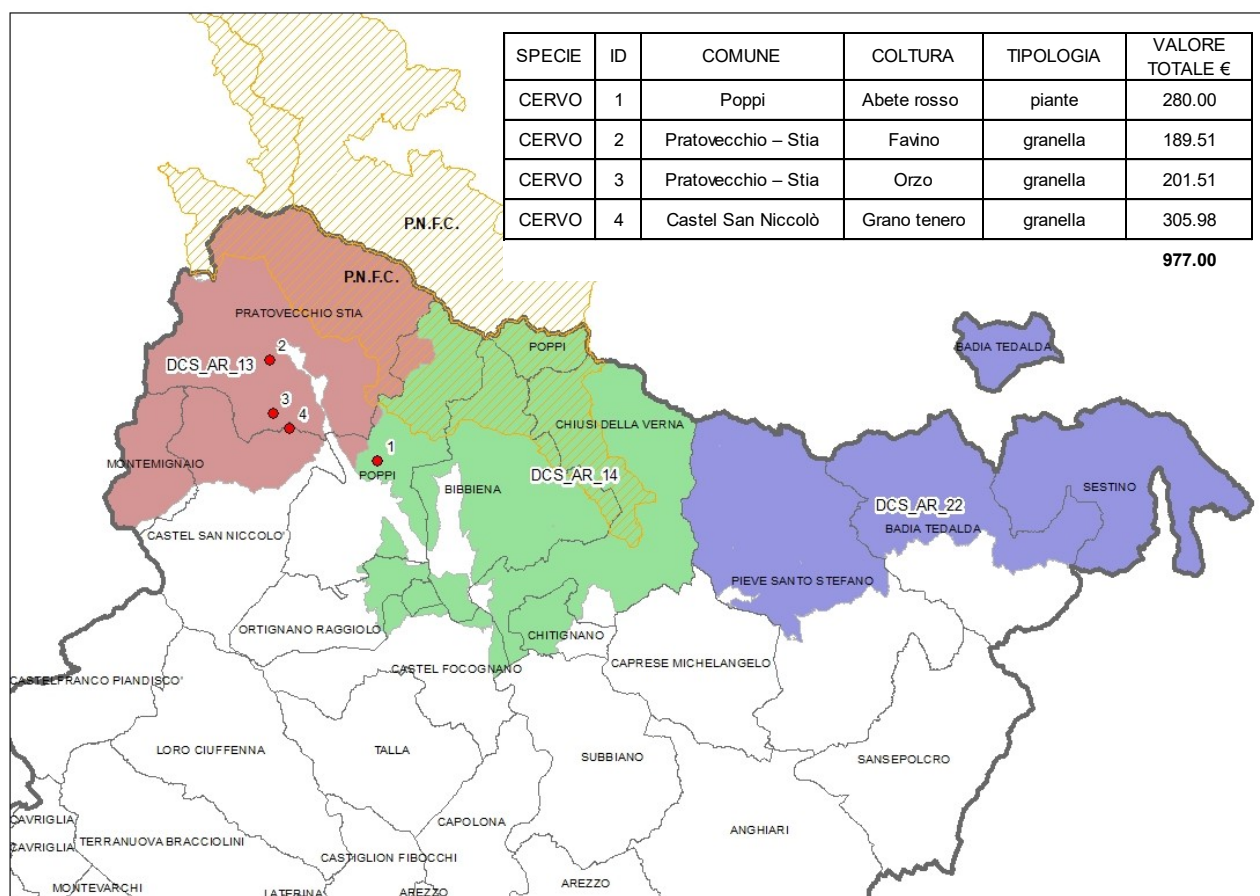 SPECIE ID COMUNE COLTURA TIPOLOGIA VALORE TOTALE €
CERVO 1 Poppi Abete rosso piante 280.00
CERVO 2 Pratovecchio – Stia Favino granella 189.51
CERVO 3 Pratovecchio – Stia Orzo granella 201.51
CERVO 4 Castel San Niccolò Grano tenero granella 305.98
977.00
P.N.F.C.
P.N.F.C.
PRATOVECCHIO STIA
2
DCS_AR_13
POPPI
BADIA TEDALDA
3
4
CHIUSI DELLA VERNA
MONTEMIGNAIO
1
POPPI
BIBBIENA
DCS_AR_14
SESTINO
DCS_AR_22
BADIA TEDALDA
CASTEL SAN NICCOLO'
PIEVE SANTO STEFANO
ORTIGNANO RAGGIOLO
CHITIGNANO
CASTEL FOCOGNANO
CAPRESE MICHELANGELO
CASTELFRANCO PIANDISCO'
LORO CIUFFENNA
TALLA
SUBBIANO
SANSEPOLCRO
CAVRIGLIA
CAPOLONA
ANGHIARI
CAVRIGLIA
TERRANUOVA BRACCIOLINI
CASTIGLION FIBOCCHI
MONTEVARCHI
LATERINA
AREZZO
AREZZO